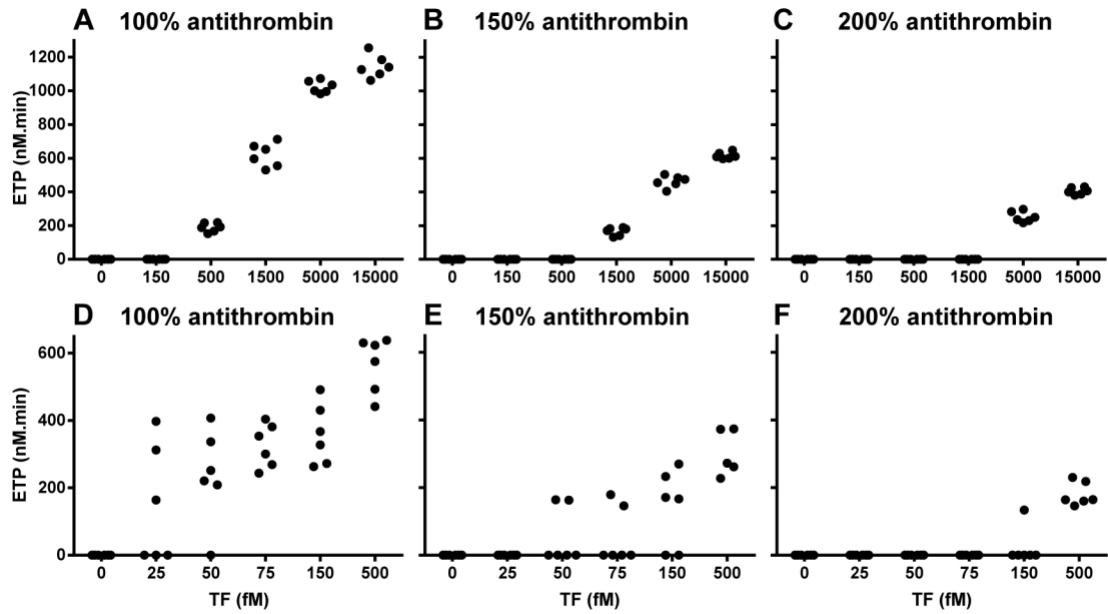 A 100% antithrombin B 150% antithrombin C 200% antithrombin
ETP (nM.min)
1200
1000
800
600
400
200
0
0 150 500 1500 5000 15000 0 150 500 1500 5000 15000 0 150 500 1500 5000 15000
D 100% antithrombin E 150% antithrombin F 200% antithrombin
ETP (nM.min)
600
400
200
0
0 25 50 75 150 500 0 25 50 75 150 500 0 25 50 75 150 500
TF (fM) TF (fM) TF (fM)